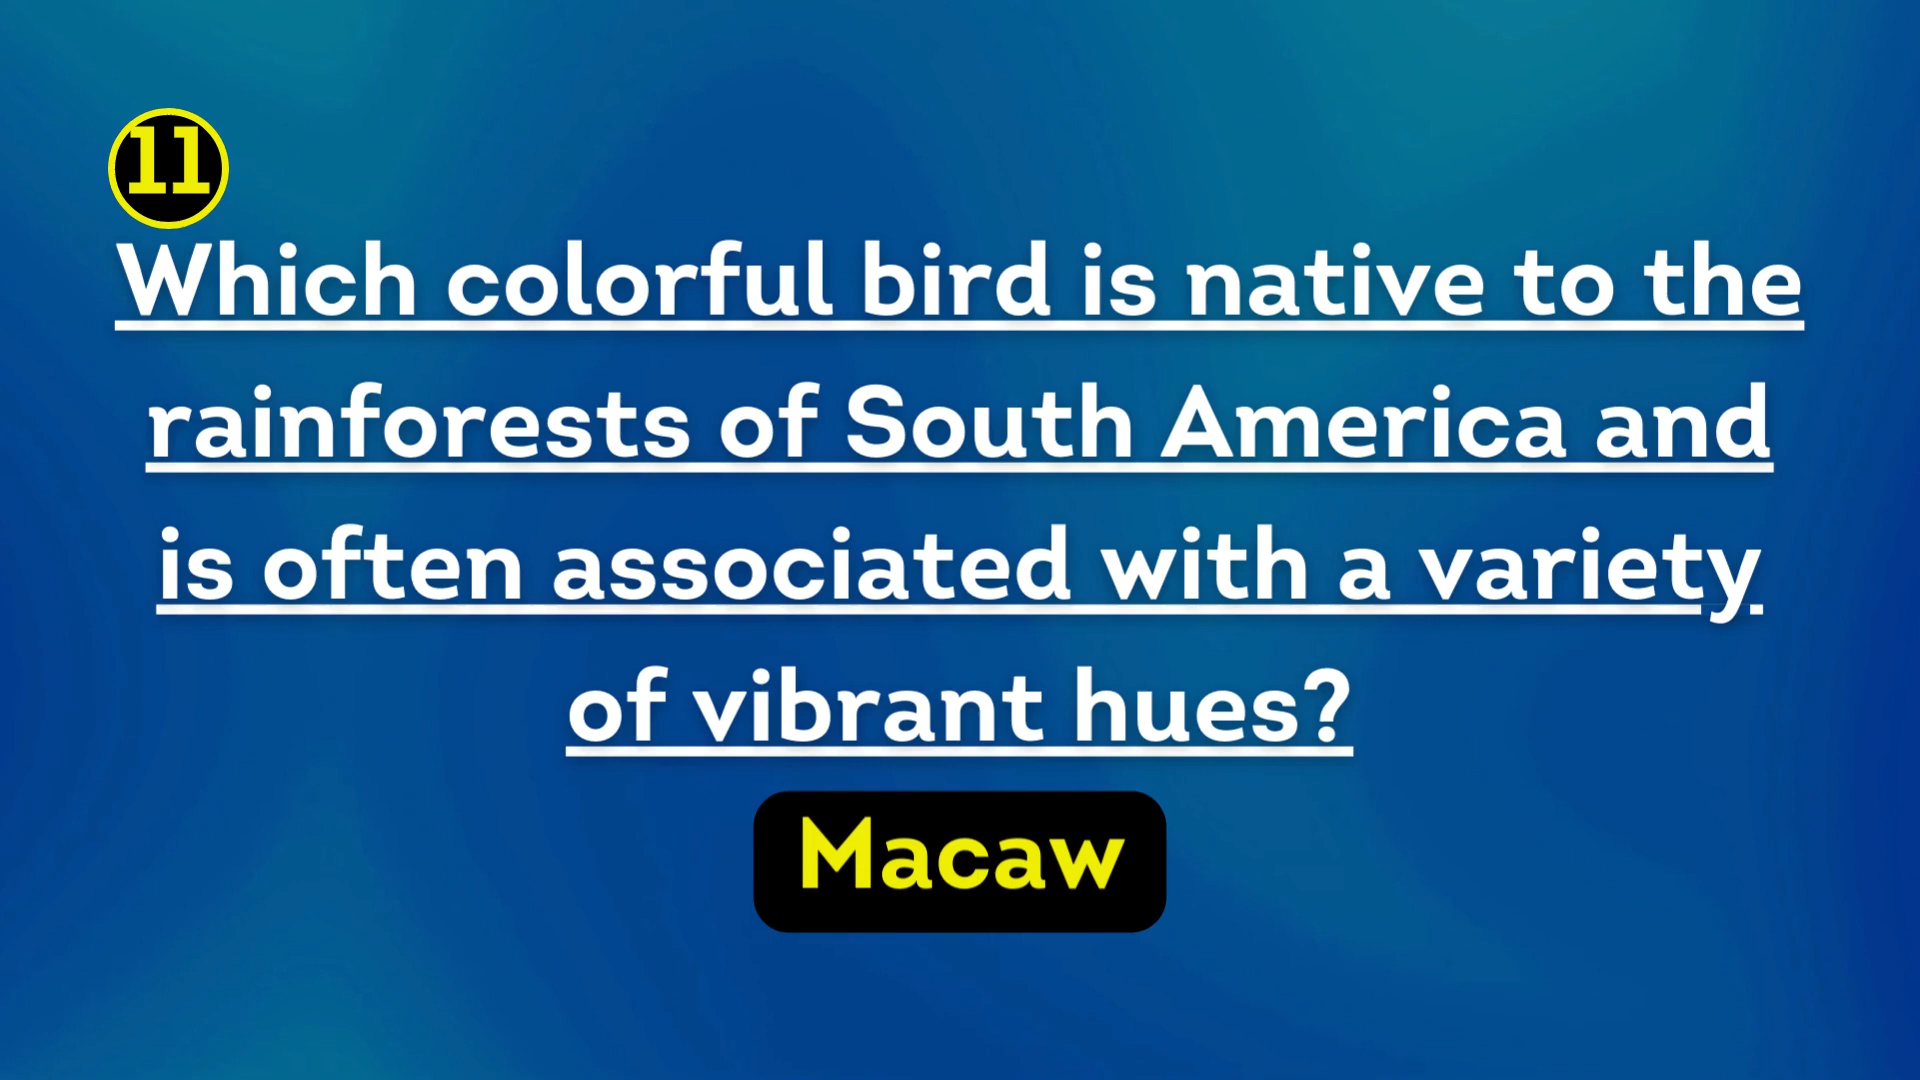 11
Which colorful bird is native to the
rainforests of South America and
is often associated with a variety
of vibrant hues?
Macaw